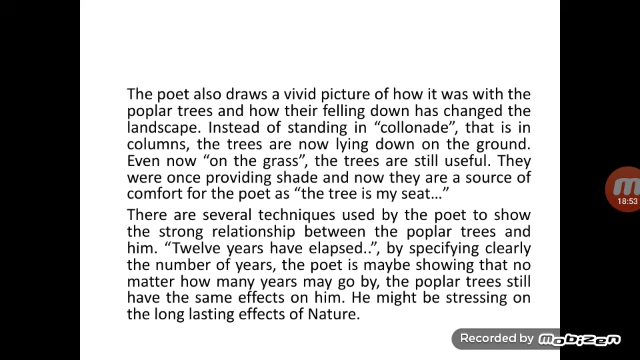 The poet also draws a vivid picture of how it was with the
poplar trees and how their felling down has changed the
landscape. Instead of standing in “collonade”, that is in
columns, the trees are now lying down on the ground.
Even now “on the grass”, the trees are still useful. They
were once providing shade and now they are a source of
comfort for the poet as “the tree is my seat…”
There are several techniques used by the poet to show
the strong relationship between the poplar trees and
him. “Twelve years have elapsed..”, by specifying clearly
the number of years, the poet is maybe showing that no
matter how many years may go by, the poplar trees still
have the same effects on him. He might be stressing on
the long lasting effects of Nature.
18:53
Recorded by Mobizen